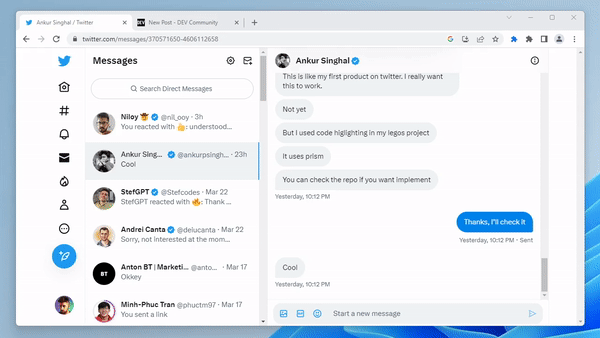 Ankur Singhal / Twitter
New Post - DEV Community
twitter.com/messages/370571650-4606112658
Messages
Search Direct Messages
Niloy 🤠 @nil_ooy · 3h
You reacted with 👍: understood...
Ankur Sing... @ankurpsingh... · 23h
Cool
StefGPT @Stefcodes · Mar 22
StefGPT reacted with 🔥: Thank ...
Andrei Canta @deiucanta · Mar 22
Sorry, not interested at the mom...
BT
Anton BT | Marketi... @anto... · Mar 17
Okkey
Minh-Phuc Tran @phuctm97 · Mar 17
You sent a link
Ankur Singhal
This is like my first product on twitter. I really want
this to work.
Not yet
But I used code higlighting in my legos project
It uses prism
You can check the repo if you want implement
Yesterday, 10:12 PM
Thanks, I'll check it
Yesterday, 10:12 PM · Sent
Cool
Yesterday, 10:12 PM
Start a new message